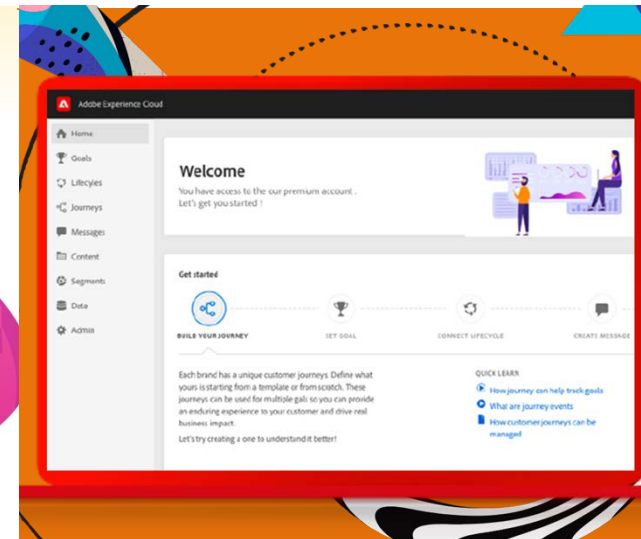 Adobe Experience Cloud
Home
Goals
Lifecyles
Journeys
Messages
Content
Segments
Data
Admin
Welcome
You have access to the our premium account .
Let's get you started !
Get started
BUILD YOUR JOURNEY
SET GOAL
CONNECT LIFECYCLE
CREATE MESSAGE
Each brand has a unique customer journeys. Define what
yours is starting from a template or from scratch. These
journeys can be used for multiple gals so you can provide
an enduring experience to your customer and drive real
business impact.
Let's try creating a one to understand it better!
QUICK LEARN
How journey can help track goals
What are journey events
How customer journeys can be
managed